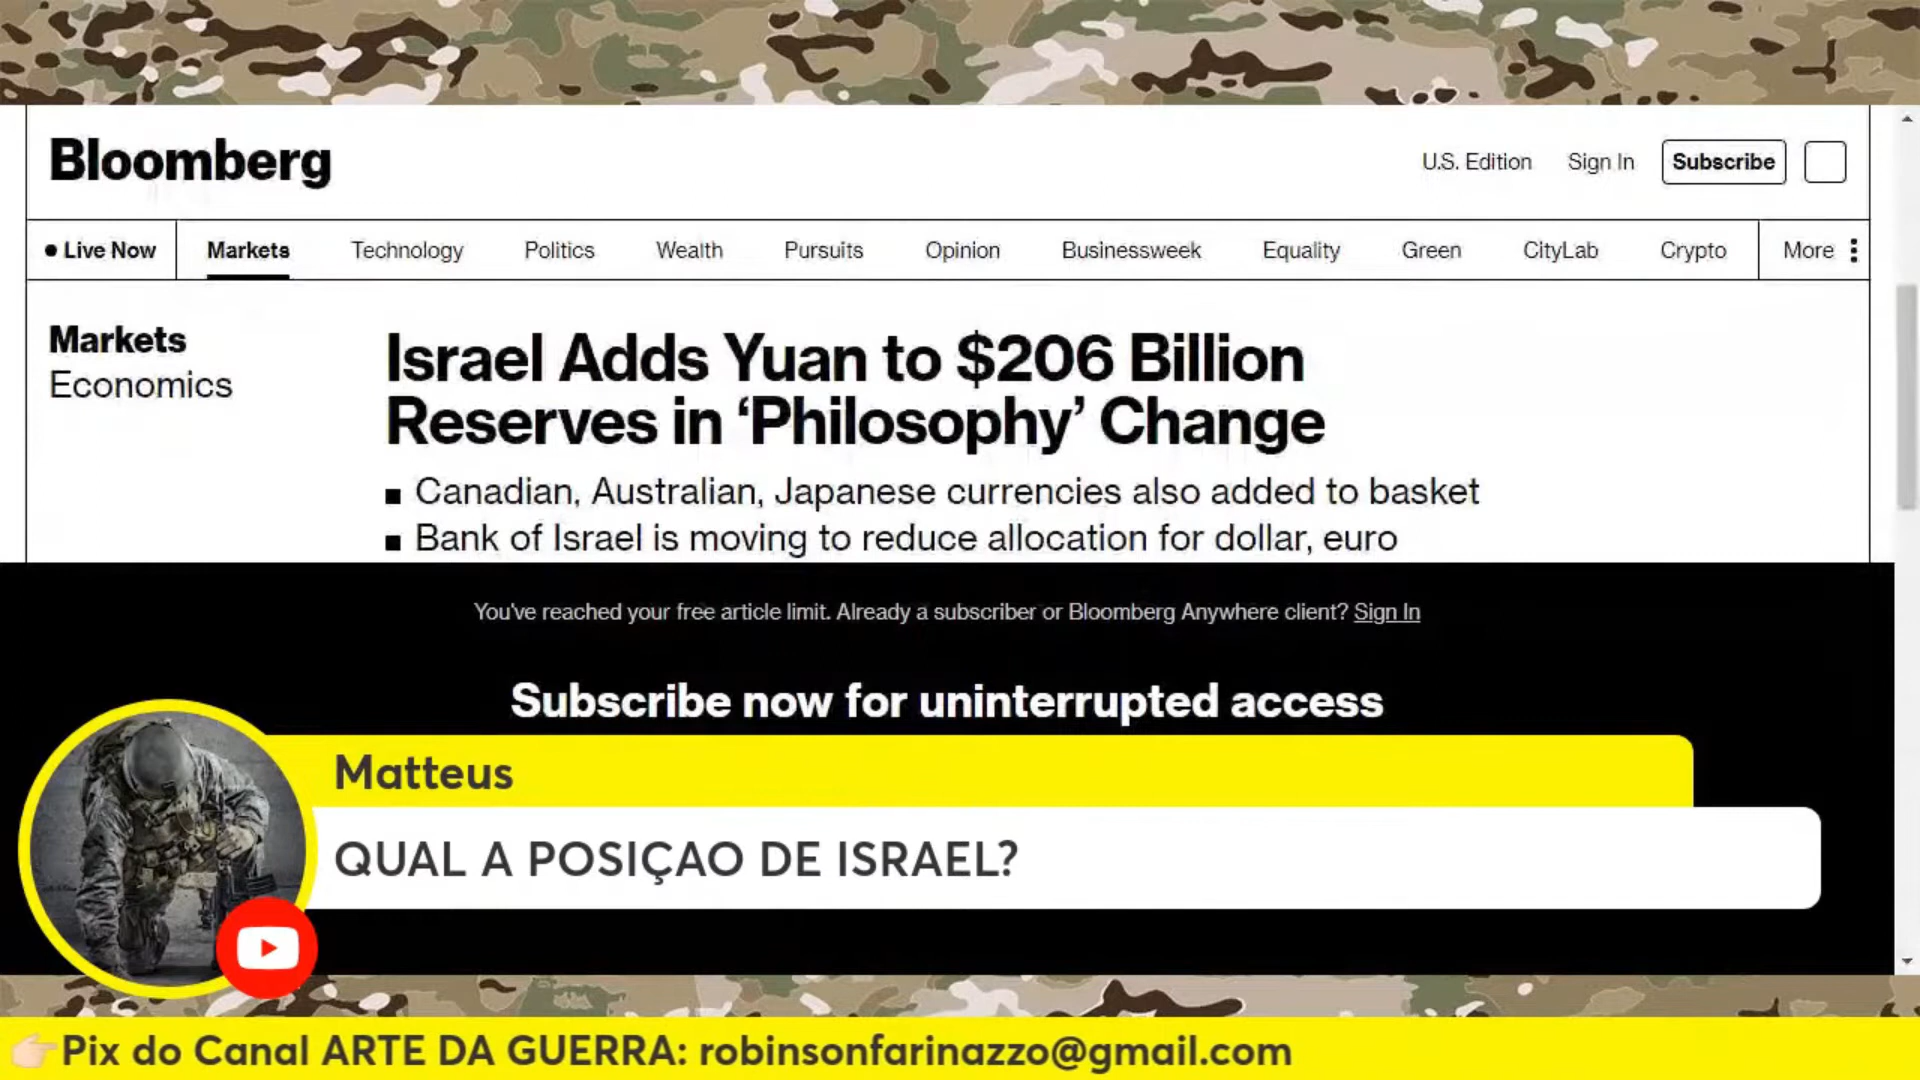 Bloomberg
U.S. Edition Sign In Subscribe
Live Now Markets Technology Politics Wealth Pursuits Opinion Businessweek Equality Green CityLab Crypto More
Markets
Economics
Israel Adds Yuan to $206 Billion
Reserves in ‘Philosophy’ Change
Canadian, Australian, Japanese currencies also added to basket
Bank of Israel is moving to reduce allocation for dollar, euro
You've reached your free article limit. Already a subscriber or Bloomberg Anywhere client? Sign In
Subscribe now for uninterrupted access
Matteus
QUAL A POSIÇAO DE ISRAEL?
Pix do Canal ARTE DA GUERRA: robinsonfarinazzo@gmail.com